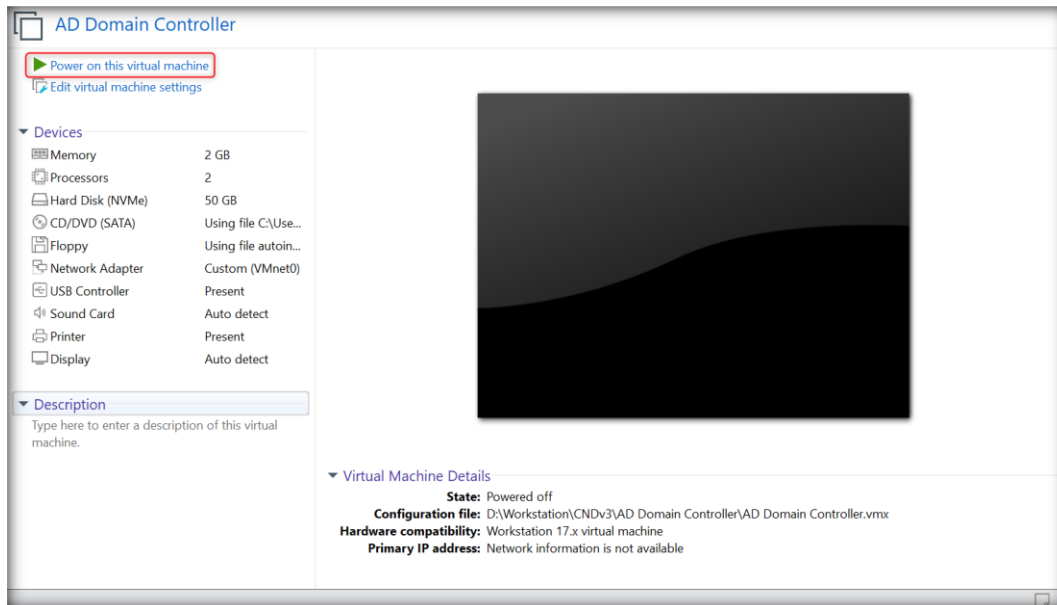 AD Domain Controller
Power on this virtual machine
Edit virtual machine settings
Devices
Memory 2 GB
Processors 2
Hard Disk (NVMe) 50 GB
CD/DVD (SATA) Using file C:\Use...
Floppy Using file autoin...
Network Adapter Custom (VMnet0)
USB Controller Present
Sound Card Auto detect
Printer Present
Display Auto detect
Description
Type here to enter a description of this virtual
machine.
Virtual Machine Details
State: Powered off
Configuration file: D:\Workstation\CNDv3\AD Domain Controller\AD Domain Controller.vmx
Hardware compatibility: Workstation 17.x virtual machine
Primary IP address: Network information is not available